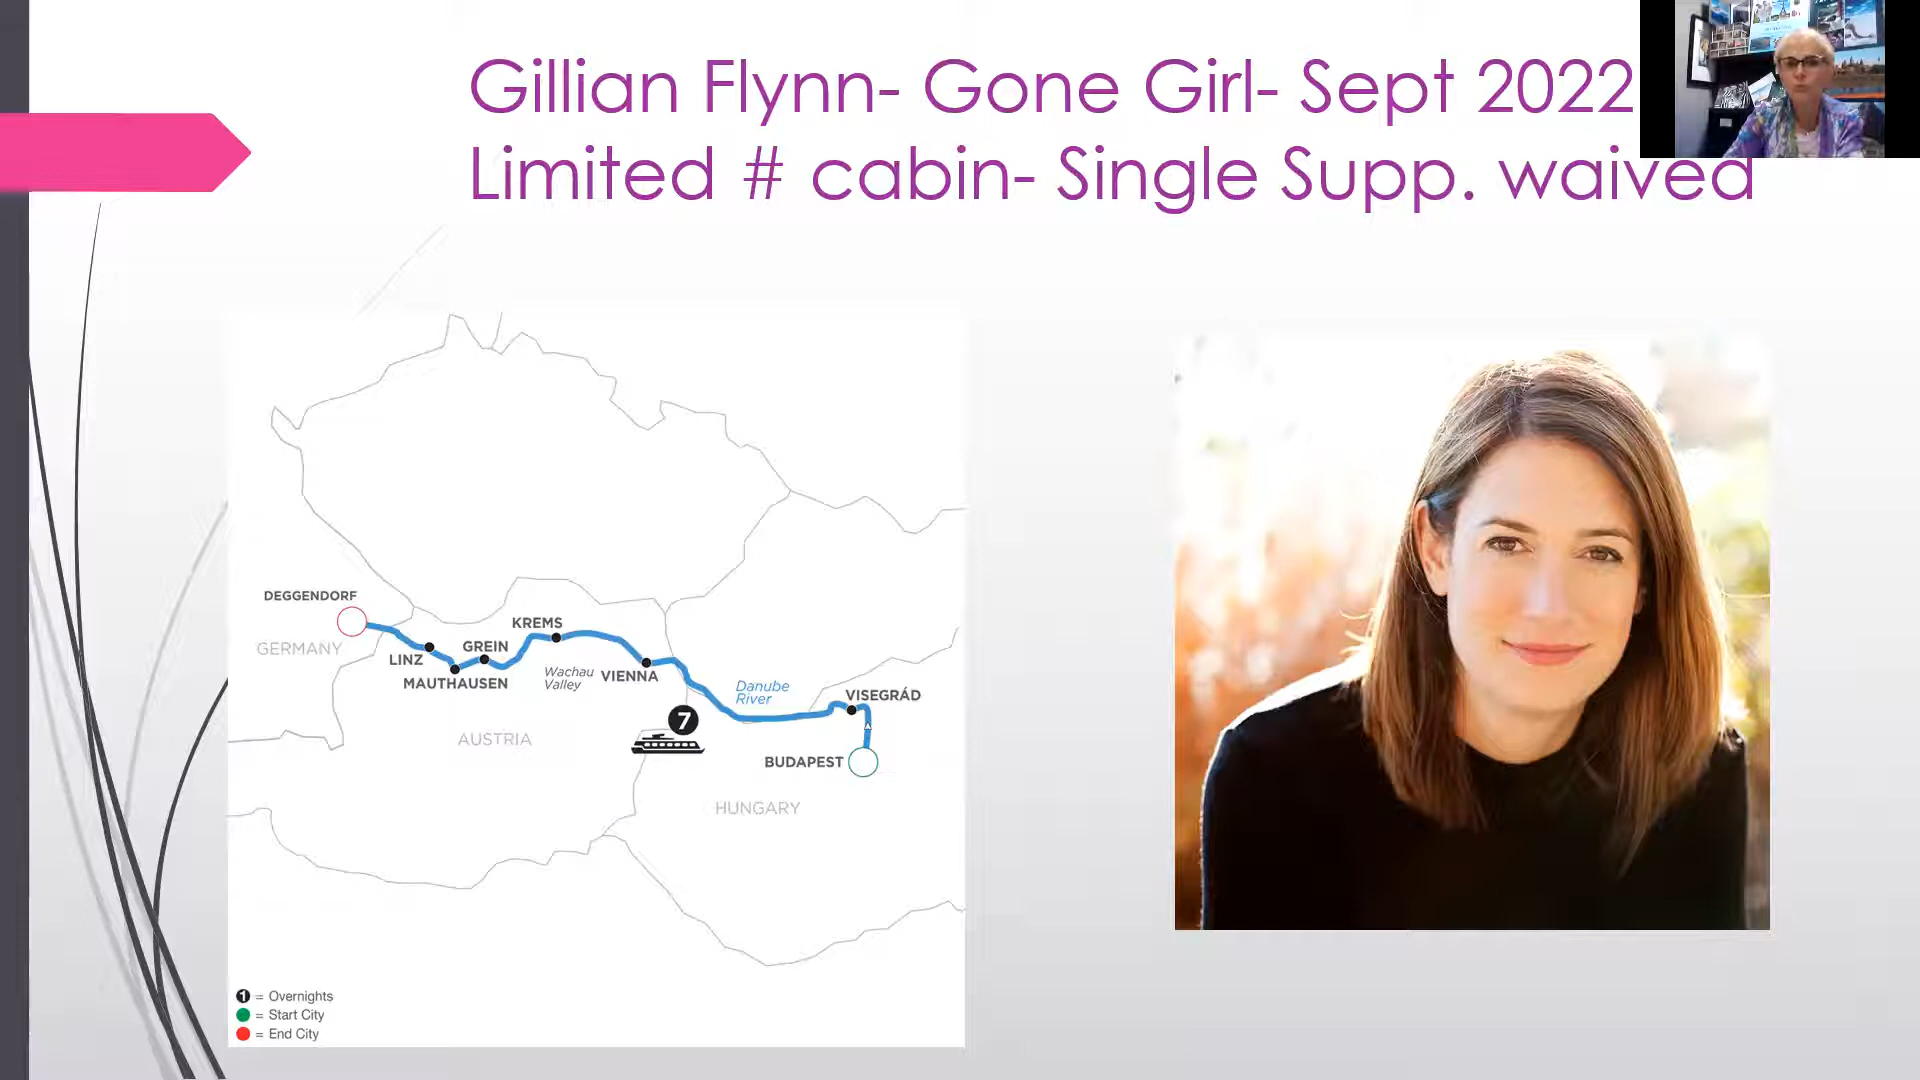 Gillian Flynn- Gone Girl- Sept 2022
Limited # cabin- Single Supp. waived
DEGGENDORF
GERMANY
LINZ
MAUTHAUSEN
GREIN
KREMS
Wachau
Valley
VIENNA
AUSTRIA
7
Danube
River
VISEGRÁD
BUDAPEST
HUNGARY
1 = Overnights
= Start City
= End City